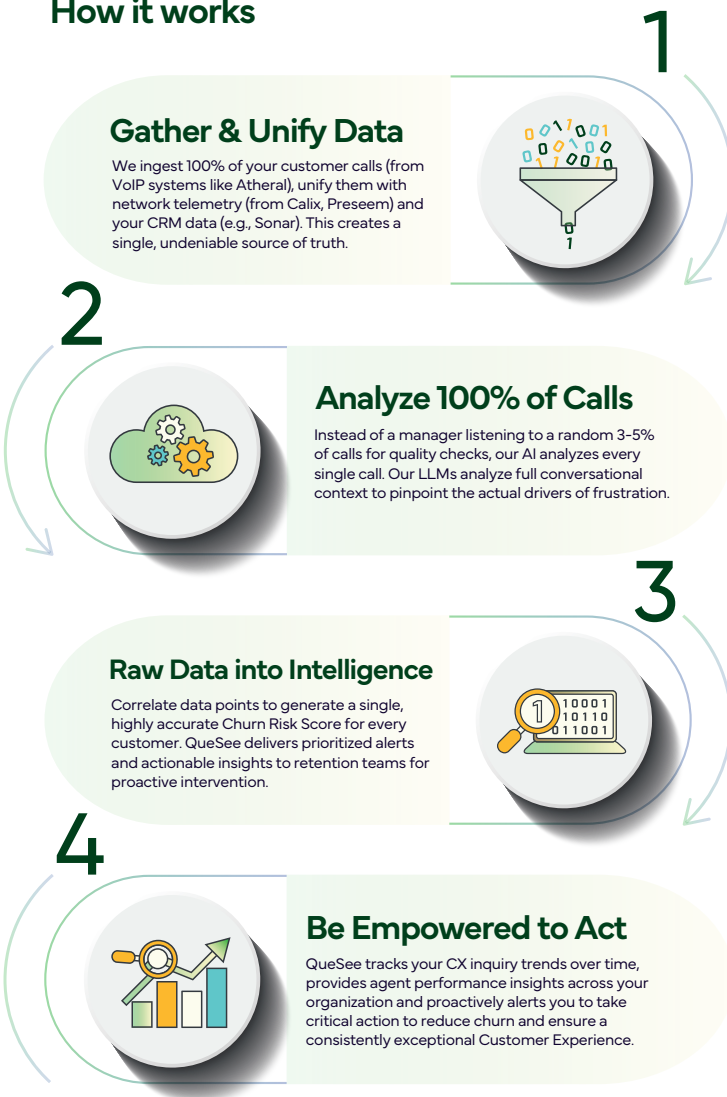 How it works
1
Gather & Unify Data
We ingest 100% of your customer calls (from
VoIP systems like Atheral), unify them with
network telemetry (from Calix, Preseem) and
your CRM data (e.g., Sonar). This creates a
single, undeniable source of truth.
2
Analyze 100% of Calls
Instead of a manager listening to a random 3-5%
of calls for quality checks, our AI analyzes every
single call. Our LLMs analyze full conversational
context to pinpoint the actual drivers of frustration.
3
Raw Data into Intelligence
Correlate data points to generate a single,
highly accurate Churn Risk Score for every
customer. QueSee delivers prioritized alerts
and actionable insights to retention teams for
proactive intervention.
1
10001
10110
011001
4
Be Empowered to Act
QueSee tracks your CX inquiry trends over time,
provides agent performance insights across your
organization and proactively alerts you to take
critical action to reduce churn and ensure a
consistently exceptional Customer Experience.